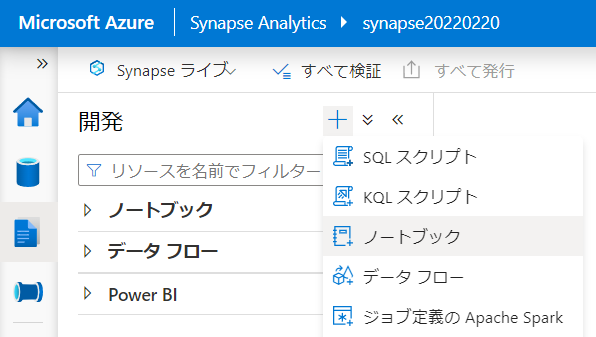 Microsoft Azure Synapse Analytics synapse20220220
Synapse ライブ すべて検証 すべて発行
開発
リソースを名前でフィルター
ノートブック
データ フロー
Power BI
SQL スクリプト
KQL スクリプト
ノートブック
データ フロー
ジョブ定義の Apache Spark